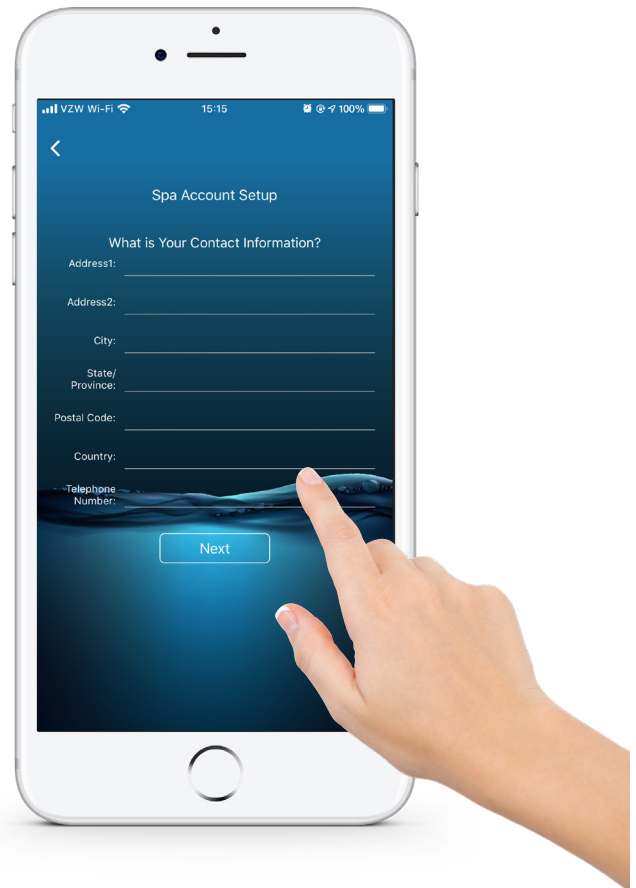 VZW Wi-Fi 15:15 100%
Spa Account Setup
What is Your Contact Information?
Address1:
Address2:
City:
State/
Province:
Postal Code:
Country:
Telephone
Number:
Next